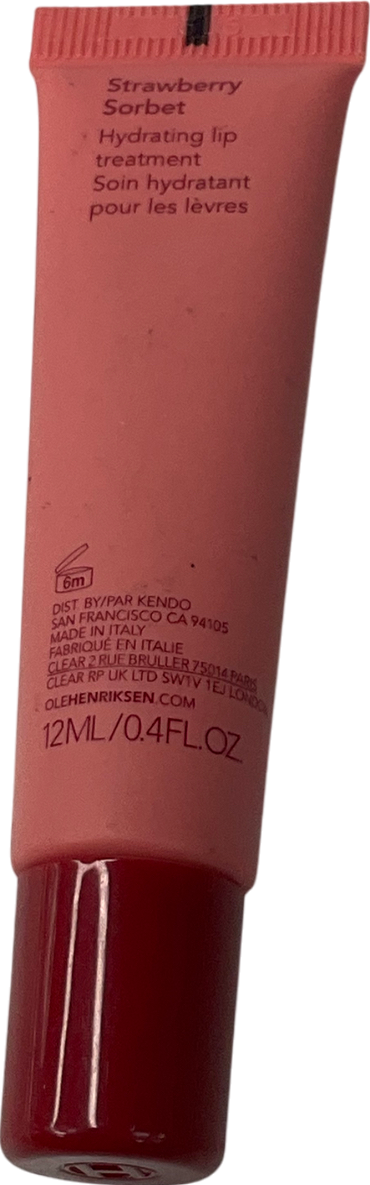 Strawberry
Sorbet
Hydrating lip
treatment
Soin hydratant
pour les lèvres
6m
DIST. BY/PAR KENDO
SAN FRANCISCO CA 94105
MADE IN ITALY
FABRIQUÉ EN ITALIE
CLEAR 2 RUE BRULLER 75014 PARIS
CLEAR RP UK LTD SW1V 1EJ LONDON
OLEHENRIKSEN.COM
12ML/0.4FL.OZ.